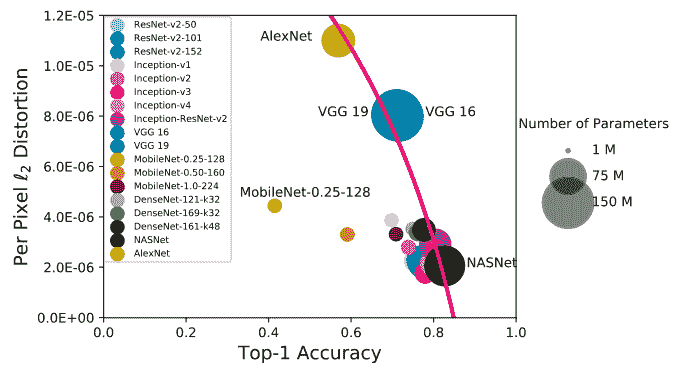 1.2E-05
1.0E-05
8.0E-06
6.0E-06
4.0E-06
2.0E-06
0.0E+00
Per Pixel ℓ2 Distortion
ResNet-v2-50
ResNet-v2-101
ResNet-v2-152
Inception-v1
Inception-v2
Inception-v3
Inception-v4
Inception-ResNet-v2
VGG 16
VGG 19
MobileNet-0.25-128
MobileNet-0.50-160
MobileNet-1.0-224
DenseNet-121-k32
DenseNet-169-k32
DenseNet-161-k48
NASNet
AlexNet
AlexNet
VGG 19
VGG 16
MobileNet-0.25-128
NASNet
0.0
0.2
0.4
0.6
0.8
1.0
Top-1 Accuracy
Number of Parameters
1 M
75 M
150 M